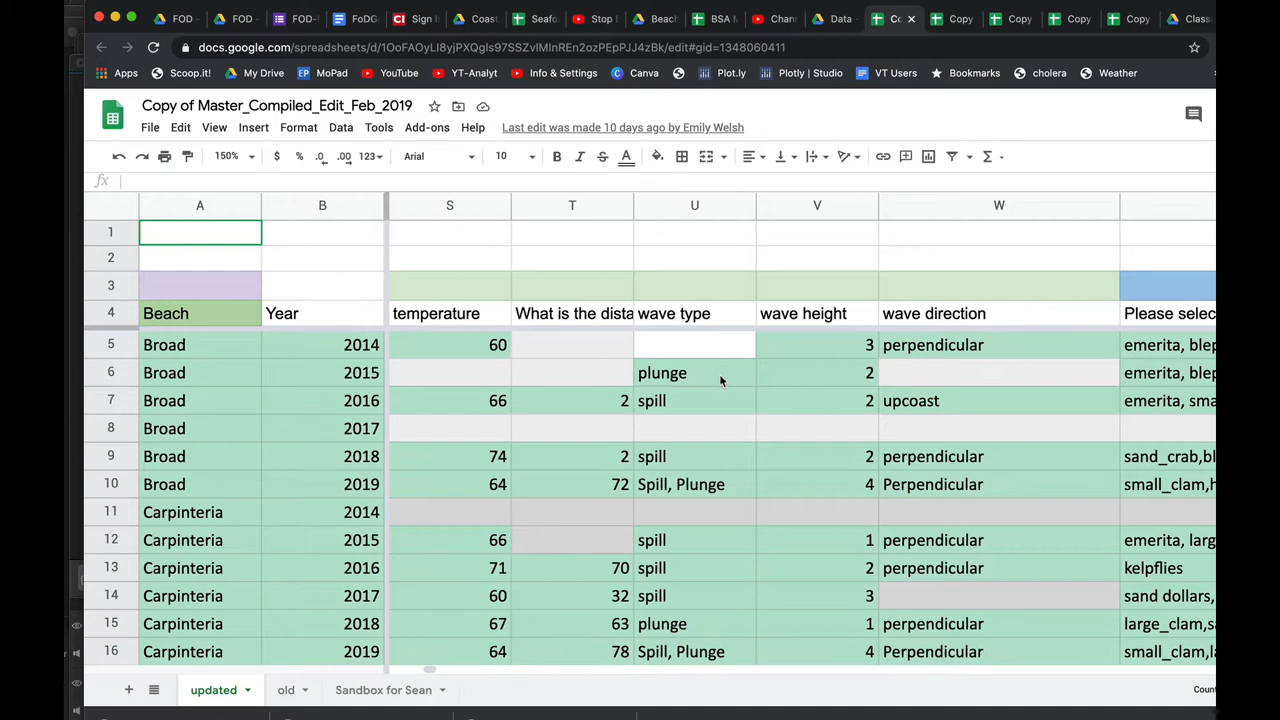 FOD - FOD - FOD-F FodG Sign i Coast Seafo Stop Beach BSA M Chann Data - Co Copy Copy Copy Copy Class
docs.google.com/spreadsheets/d/1OoFAOyLI8yjPXQgls97SSZvlMInREn2ozPEpPJJ4zBk/edit#gid=1348060411
Apps Scoop.it! My Drive MoPad YouTube YT-Analyt Info & Settings Canva Plot.ly Plotly | Studio VT Users Bookmarks cholera Weather
Copy of Master_Compiled_Edit_Feb_2019
File Edit View Insert Format Data Tools Add-ons Help Last edit was made 10 days ago by Emily Welsh
150% $ % .0 .00 123 Arial 10 B I S A
fx
A B S T U V W
1
2
3
4 Beach Year temperature What is the dista wave type wave height wave direction Please selec
5 Broad 2014 60 3 perpendicular emerita, blep
6 Broad 2015 plunge 2 emerita, blep
7 Broad 2016 66 2 spill 2 upcoast emerita, sma
8 Broad 2017
9 Broad 2018 74 2 spill 2 perpendicular sand_crab,bl
10 Broad 2019 64 72 Spill, Plunge 4 Perpendicular small_clam,h
11 Carpinteria 2014
12 Carpinteria 2015 66 spill 1 perpendicular emerita, larg
13 Carpinteria 2016 71 70 spill 2 perpendicular kelpflies
14 Carpinteria 2017 60 32 spill 3 sand dollars,
15 Carpinteria 2018 67 63 plunge 1 perpendicular large_clam,sa
16 Carpinteria 2019 64 78 Spill, Plunge 4 Perpendicular small_clam,la
updated old Sandbox for Sean Coun